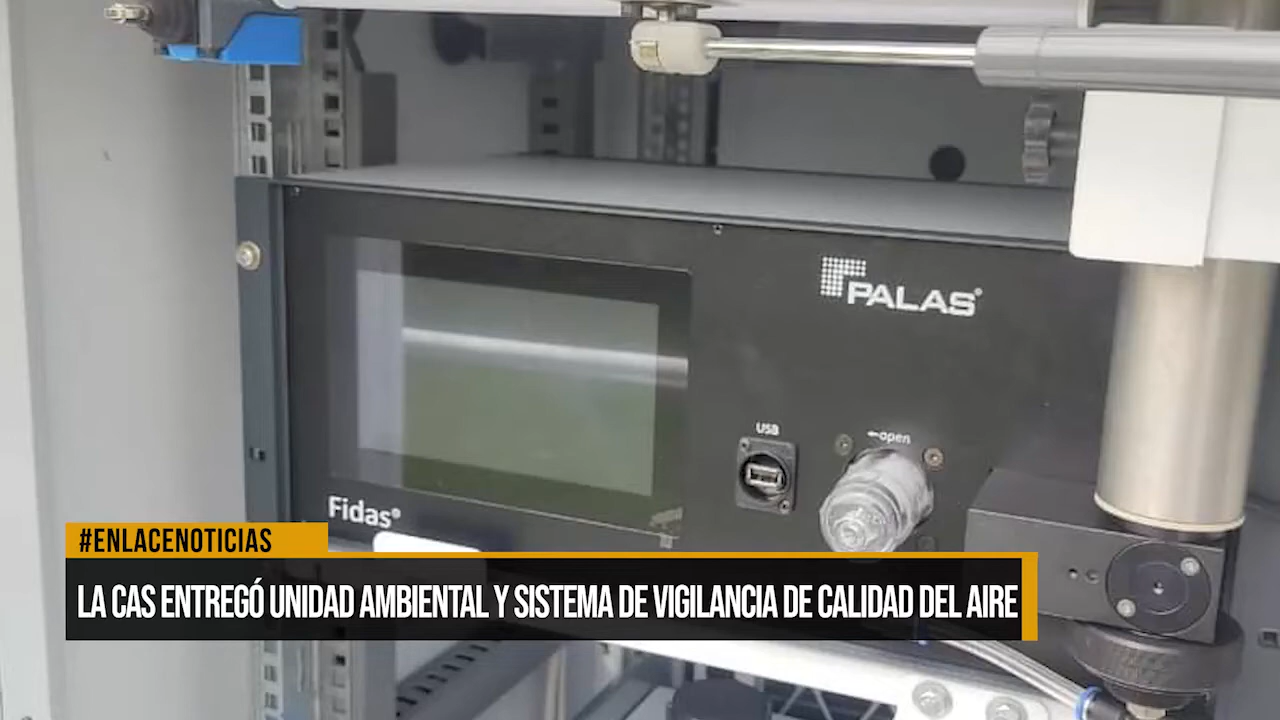 PALAS®
USB
←open
Fidas®
#ENLACENOTICIAS
LA CAS ENTREGÓ UNIDAD AMBIENTAL Y SISTEMA DE VIGILANCIA DE CALIDAD DEL AIRE